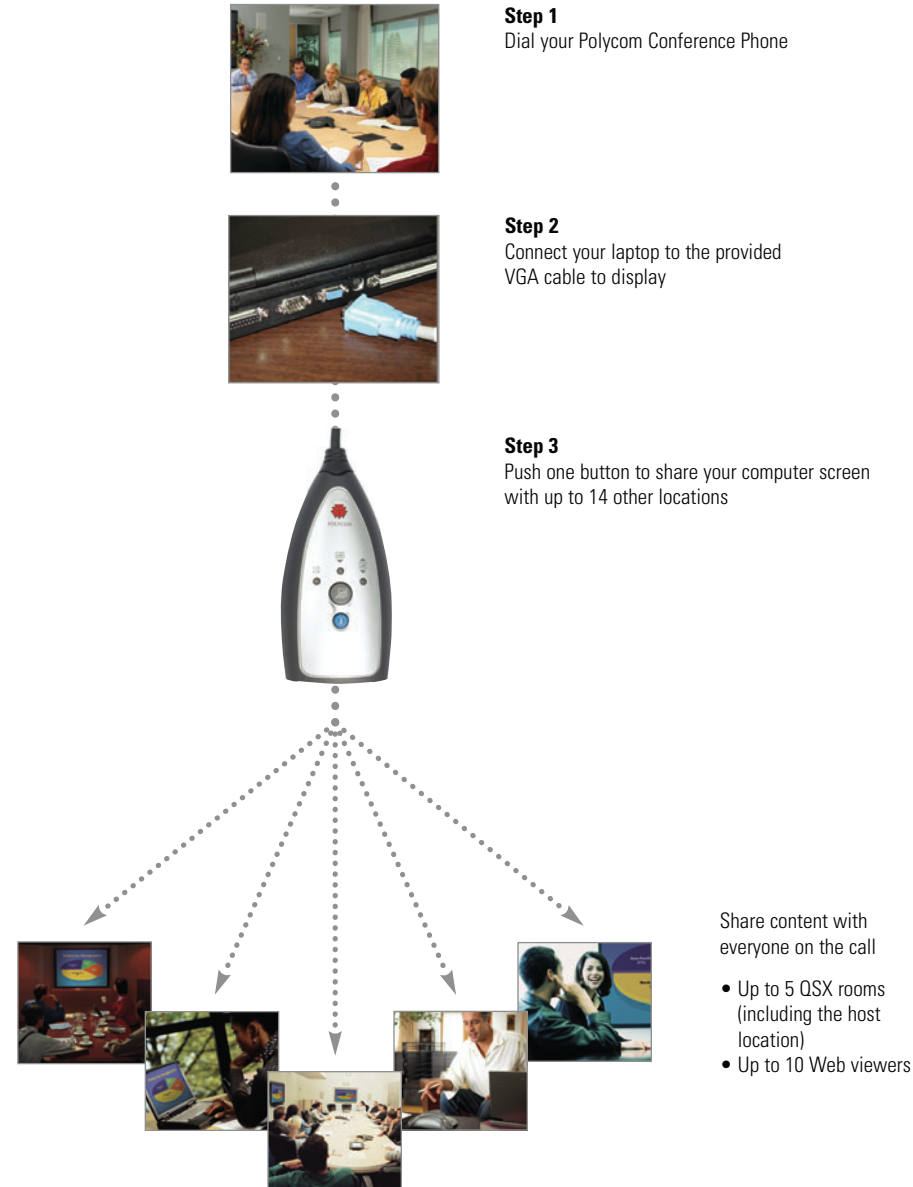 Step 1
Dial your Polycom Conference Phone
Step 2
Connect your laptop to the provided
VGA cable to display
Step 3
Push one button to share your computer screen
with up to 14 other locations
POLYCOM
Share content with
everyone on the call
• Up to 5 QSX rooms
(including the host
location)
• Up to 10 Web viewers